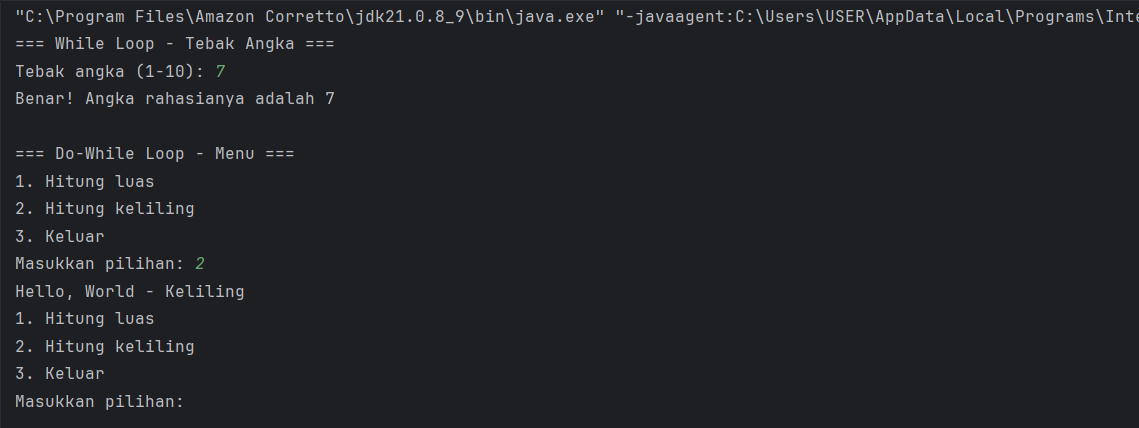 "C:\Program Files\Amazon Corretto\jdk21.0.8_9\bin\java.exe" "-javaagent:C:\Users\USER\AppData\Local\Programs\Inte
=== While Loop - Tebak Angka ===
Tebak angka (1-10): 7
Benar! Angka rahasianya adalah 7
=== Do-While Loop - Menu ===
1. Hitung luas
2. Hitung keliling
3. Keluar
Masukkan pilihan: 2
Hello, World - Keliling
1. Hitung luas
2. Hitung keliling
3. Keluar
Masukkan pilihan: